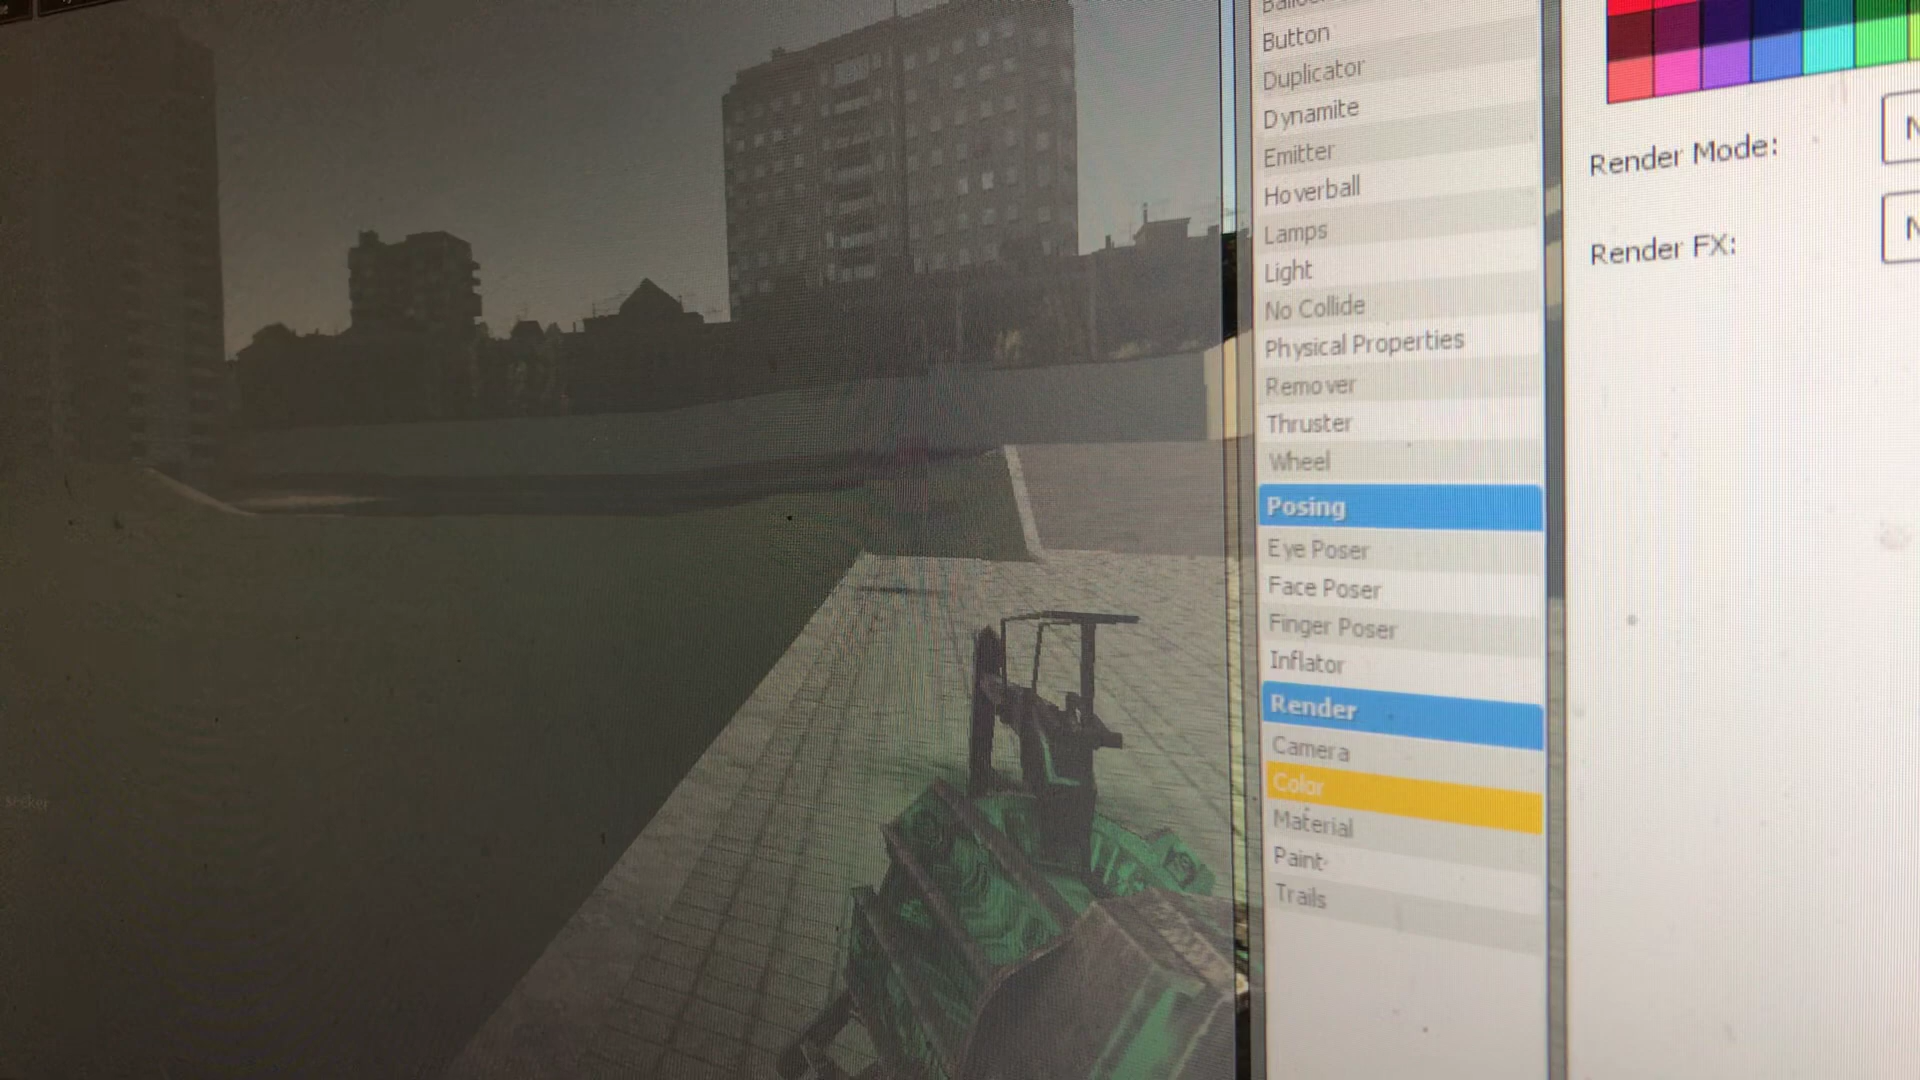 Button
Duplicator
Dynamite
Emitter
Hoverball
Lamps
Light
No Collide
Physical Properties
Remover
Thruster
Wheel
Posing
Eye Poser
Face Poser
Finger Poser
Inflator
Render
Camera
Color
Material
Paint
Trails
Render Mode:
Render FX:
seeker